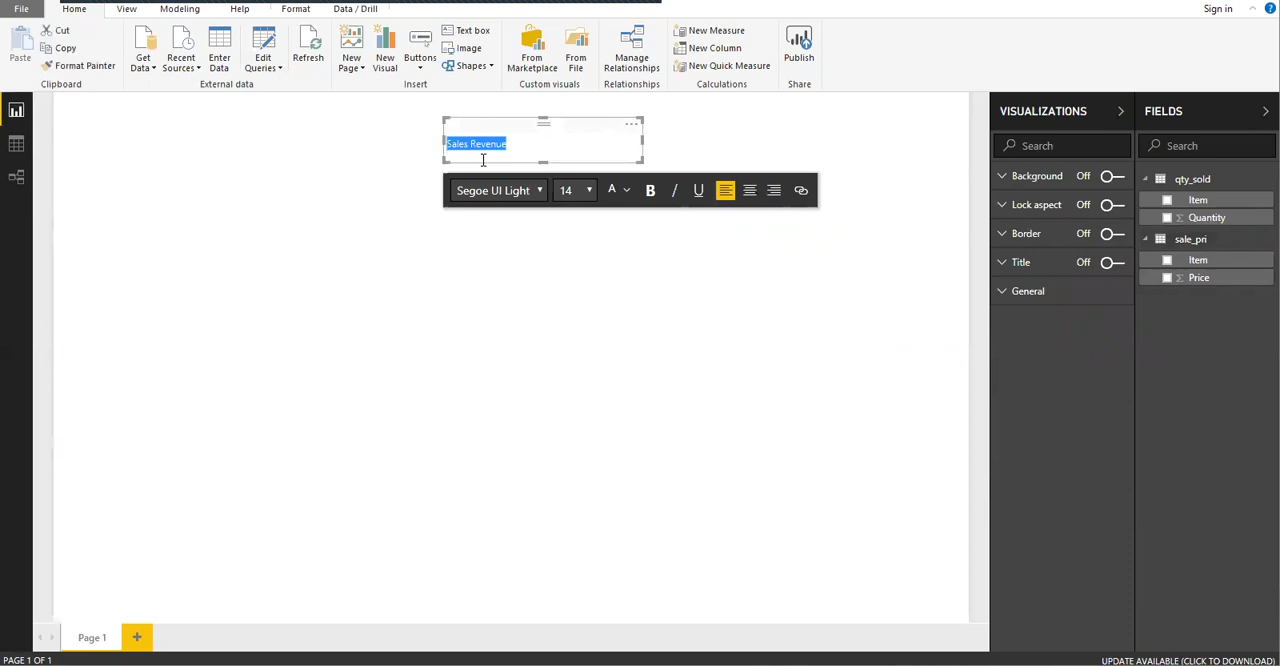 File Home View Modeling Help Format Data / Drill Sign in ?
Paste
Cut
Copy
Format Painter
Clipboard
Get Data
Recent Sources
Enter Data
Edit Queries
Refresh
External data
New Page
New Visual
Buttons
Text box
Image
Shapes
Insert
From Marketplace
From File
Custom visuals
Manage Relationships
Relationships
New Measure
New Column
New Quick Measure
Calculations
Publish
Share
Sales Revenue
Segoe UI Light 14 A B / U
VISUALIZATIONS
Search
Background Off
Lock aspect Off
Border Off
Title Off
General
FIELDS
Search
qty_sold
Item
Σ Quantity
sale_pri
Item
Σ Price
Page 1 +
PAGE 1 OF 1
UPDATE AVAILABLE (CLICK TO DOWNLOAD)